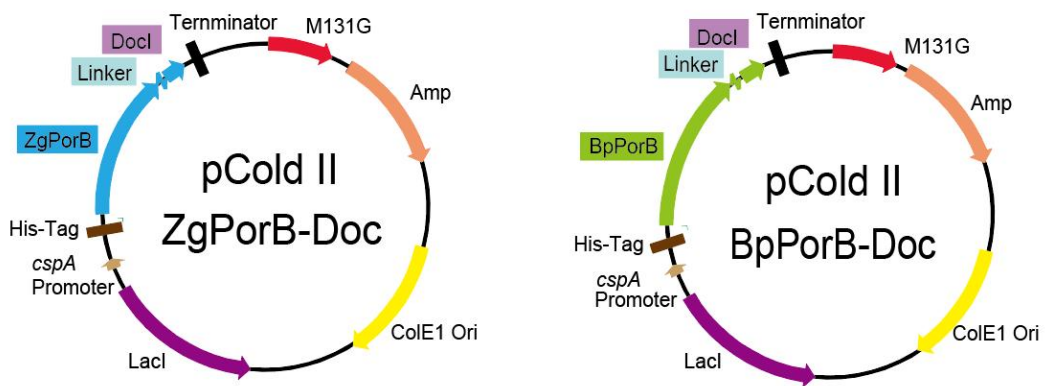 Ternminator
M131G
DocI
Linker
Amp
ZgPorB
pCold II
ZgPorB-Doc
His-Tag
cspA
Promoter
LacI
ColE1 Ori
Terminator
M131G
DocI
Linker
Amp
BpPorB
pCold II
BpPorB-Doc
His-Tag
cspA
Promoter
LacI
ColE1 Ori